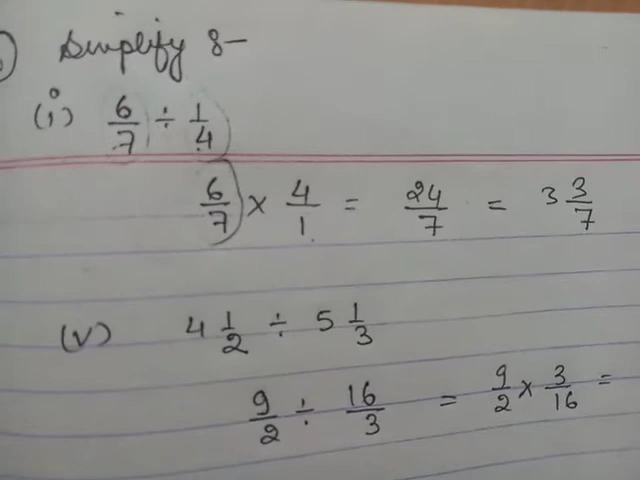 Simplify :-
(i) 6/7 ÷ 1/4
6/7 × 4/1 = 24/7 = 3 3/7
(v) 4 1/2 ÷ 5 1/3
9/2 ÷ 16/3 = 9/2 × 3/16 =